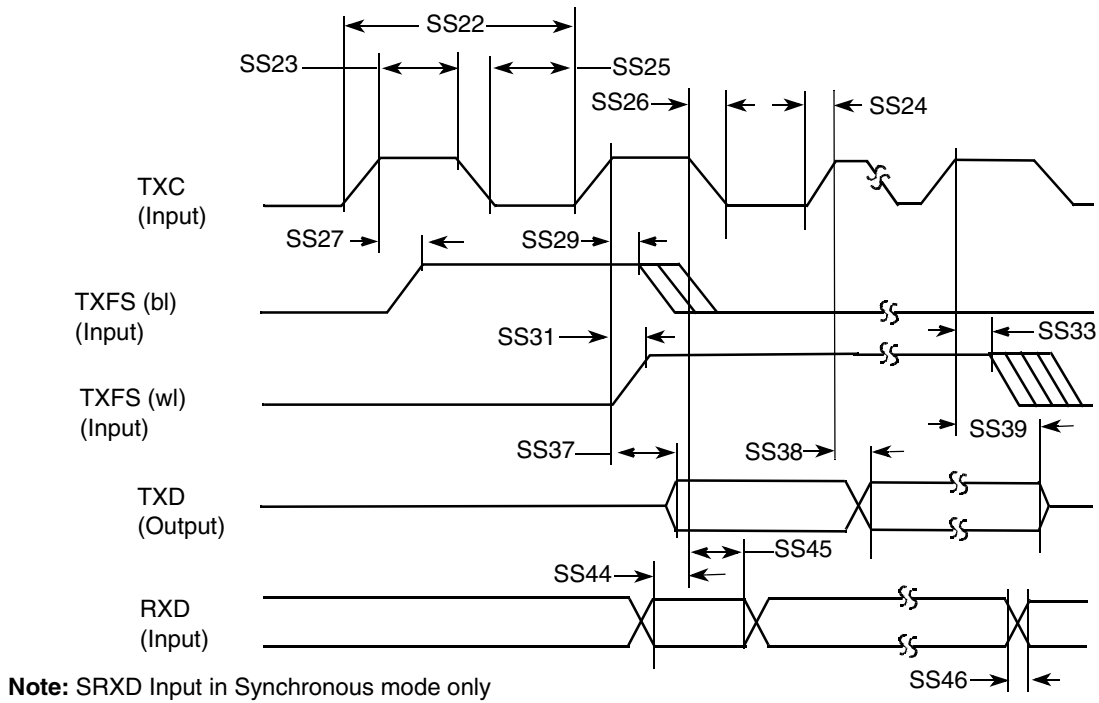 SS22
SS23
SS25
SS26
SS24
TXC
(Input)
SS27
SS29
TXFS (bl)
(Input)
SS31
SS33
TXFS (wl)
(Input)
SS39
SS37
SS38
TXD
(Output)
SS45
SS44
RXD
(Input)
SS46
Note: SRXD Input in Synchronous mode only